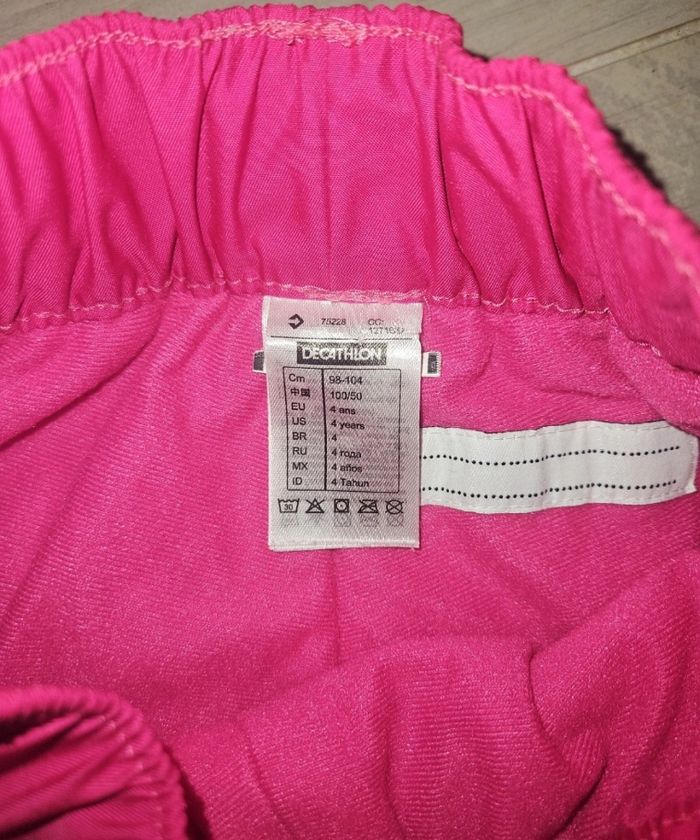 75228 CC:
DECATHLON
Cm 98-104
中国 100/50
EU 4 ans
US 4 years
BR 4
RU 4 года
MX 4 años
ID 4 Tahun
30